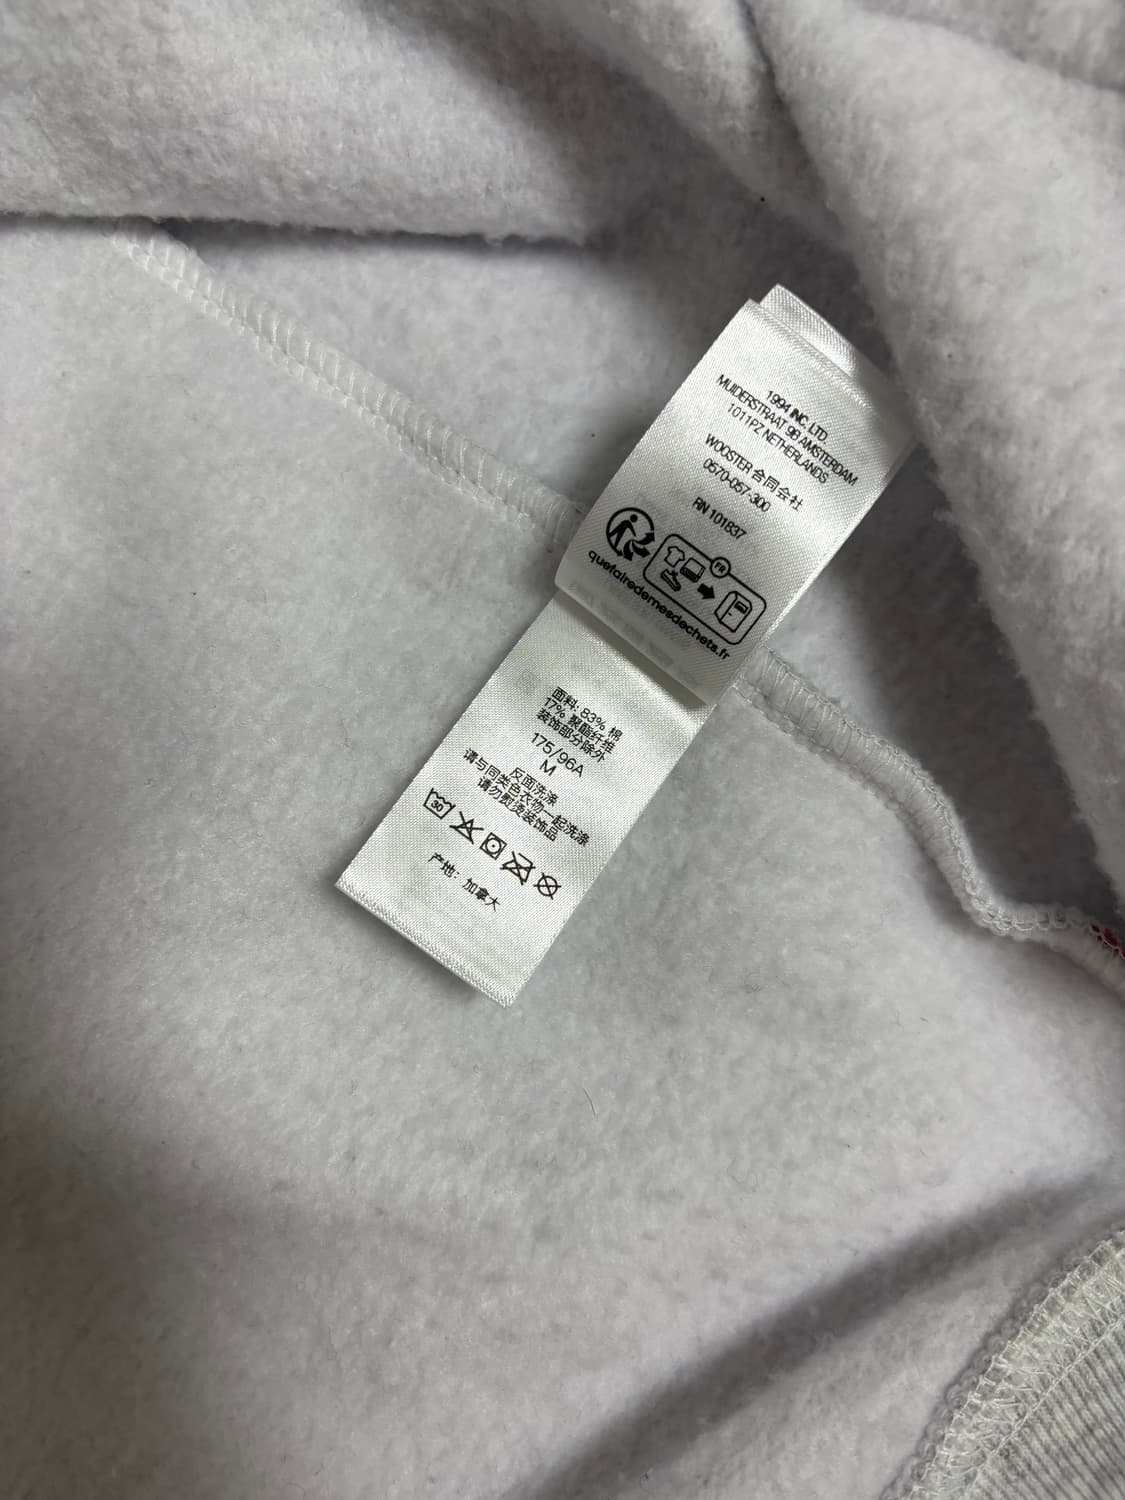 1994 INC. LTD.
MUIDERSTRAAT 98 AMSTERDAM
1011PZ NETHERLANDS
WOOSTER 合同会社
0570-057-300
RN 101837
FR
quefairedemesdechets.fr
面料: 83% 棉
17% 聚酯纤维
装饰部分除外
175/96A
M
反面洗涤
请与同类色衣物一起洗涤
请勿熨烫装饰品
30
产地: 加拿大